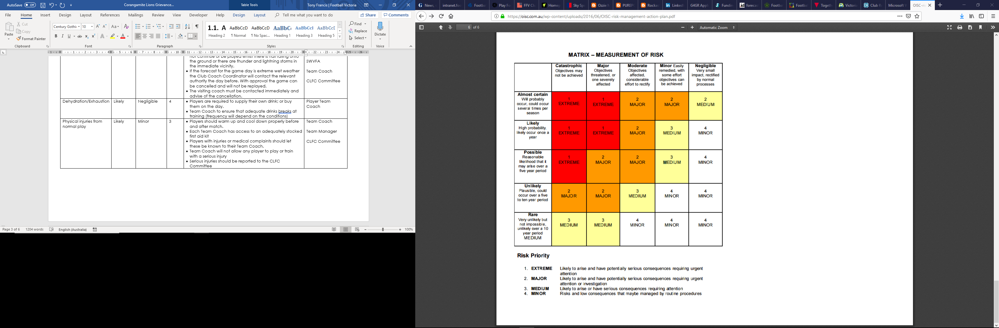 AutoSave Off
Corangamite Lions Grievance...
Table Tools
Tony Francis | Football Victoria
File Home Insert Design Layout References Mailings Review View Developer Help Design Layout Tell me what you want to do Share Comments
Paste
Cut
Copy
Format Painter
Clipboard
Century Gothi 10
Font
Paragraph
1.1. A AaBbCcD AaBbCcD AaBbC AaBbCcI AaBbCcI
Heading 2 ¶ Normal ¶ No Spac... Heading 1 Heading 3 Heading 5
Styles
Find
Replace
Select
Editing
Dictate
Voice
not continue or be played whilst there is hail falling onto
the ground or there are thunder and lightning storms in
the immediate vicinity.
• If the forecast for the game day is extreme wet weather
the Club Coach Coordinator will contact the relevant
authority the day before. With approval the game can
be cancelled and will not be replayed.
• The visiting coach must be contacted immediately and
advise of the cancellation.
SWVFA
Team Coach
CLFC Committee
Dehydration/Exhaustion Likely Negligible 4
• Players are required to supply their own drink; or buy
them on the day.
• Team Coach to ensure that adequate drinks breaks at
training (frequency will depend on the conditions)
Player Team
Coach
Physical injuries from
normal play
Likely Minor 3
• Players should warm up and cool down properly before
and after match.
• Each Team Coach has access to an adequately stocked
first aid kit
• Players with injuries or medical complaints should let
these be known to their Team Coach.
• Team Coach will not allow any player to play or train
with a serious injury
• Serious injuries should be reported to the CLFC
Committee
Team Coach
Team Manager
CLFC Committee
Page 3 of 6 1204 words English (Australia) 100%
News, intranet.foo Footba Play Fo FFV Cl Homep Sky Sp Ozzie M PUREP Rockas LinkedI G4GR Appli Fundin forecas Footba Footba Togeth Victoria Club R Microsoft OISC-ri
https://oisc.com.au/wp-content/uploads/2016/06/OISC-risk-management-action-plan.pdf
6 of 6
Automatic Zoom
MATRIX – MEASUREMENT OF RISK
Catastrophic
Objectives may
not be achieved
Major
Objectives
threatened, or
one severely
affected
Moderate
Objectives
affected,
considerable
effort to rectify
Minor Easily
remedied, with
some effort
objectives can
be achieved
Negligible
Very small
impact, rectified
by normal
processes
Almost certain
Will probably
occur, could occur
several times per
season
1 1 2 2 2
EXTREME EXTREME MAJOR MAJOR MEDIUM
Likely
High probability,
likely occur once a
year
1 1 2 3 4
EXTREME EXTREME MAJOR MEDIUM MINOR
Possible
Reasonable
likelihood that it
may arise over a
five year period
1 2 2 3 4
EXTREME MAJOR MAJOR MEDIUM MINOR
Unlikely
Plausible, could
occur over a five
to ten year period
2 2 3 4 4
MAJOR MAJOR MEDIUM MINOR MINOR
Rare
Very unlikely but
not impossible,
unlikely over a 10
year period
MEDIUM
3 3 4 4 4
MEDIUM MEDIUM MINOR MINOR MINOR
Risk Priority
1. EXTREME Likely to arise and have potentially serious consequences requiring urgent
attention
2. MAJOR Likely to arise and have potentially serious consequences requiring urgent
attention or investigation
3. MEDIUM Likely to arise or have serious consequences requiring attention
4. MINOR Risks and low consequences that maybe managed by routine procedures